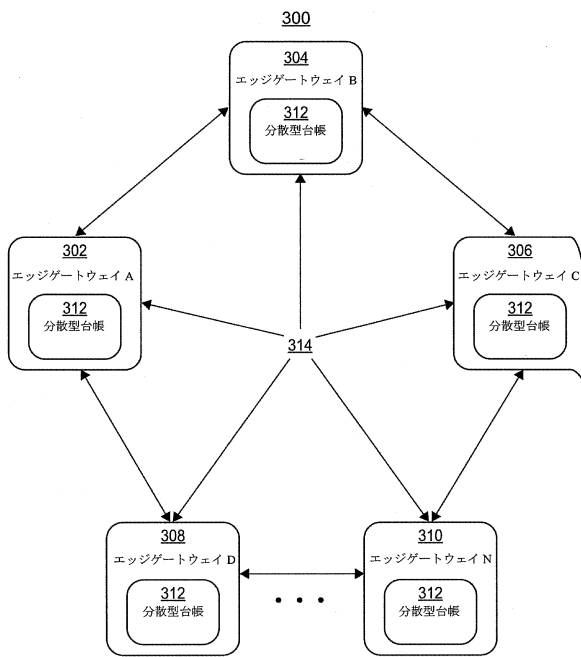 300
304
エッジゲートウェイ B
312
分散型台帳
302
エッジゲートウェイ A
312
分散型台帳
306
エッジゲートウェイ C
312
分散型台帳
314
308
エッジゲートウェイ D
312
分散型台帳
310
エッジゲートウェイ N
312
分散型台帳